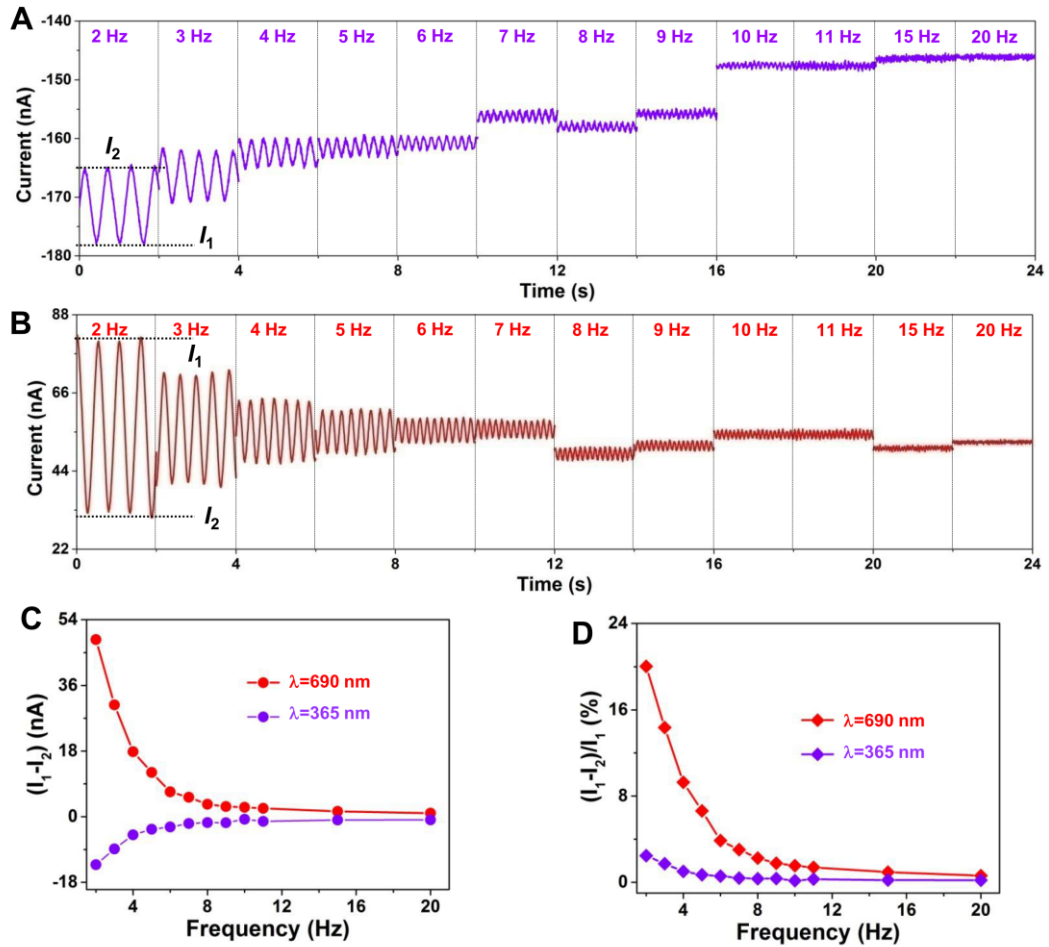 A
-140
-150
-160
-170
-180
Current (nA)
2 Hz 3 Hz 4 Hz 5 Hz 6 Hz 7 Hz 8 Hz 9 Hz 10 Hz 11 Hz 15 Hz 20 Hz
I2
I1
0 4 8 12 16 20 24
Time (s)
B
88
66
44
22
Current (nA)
2 Hz 3 Hz 4 Hz 5 Hz 6 Hz 7 Hz 8 Hz 9 Hz 10 Hz 11 Hz 15 Hz 20 Hz
I1
I2
0 4 8 12 16 20 24
Time (s)
C
54
36
18
0
-18
(I1-I2) (nA)
λ=690 nm
λ=365 nm
4 8 12 16 20
Frequency (Hz)
D
24
16
8
0
(I1-I2)/I1 (%)
λ=690 nm
λ=365 nm
4 8 12 16 20
Frequency (Hz)